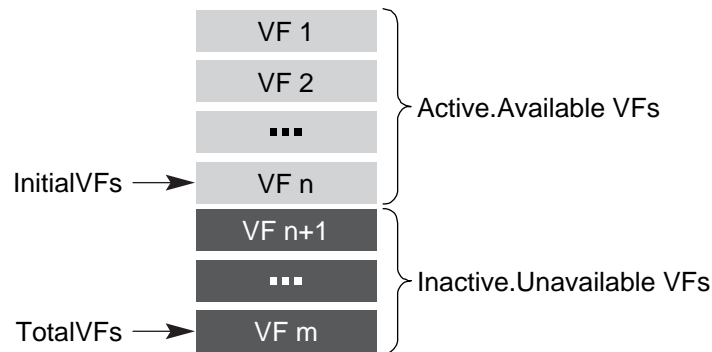 VF 1
VF 2
...
Active.Available VFs
InitialVFs
VF n
VF n+1
...
Inactive.Unavailable VFs
TotalVFs
VF m